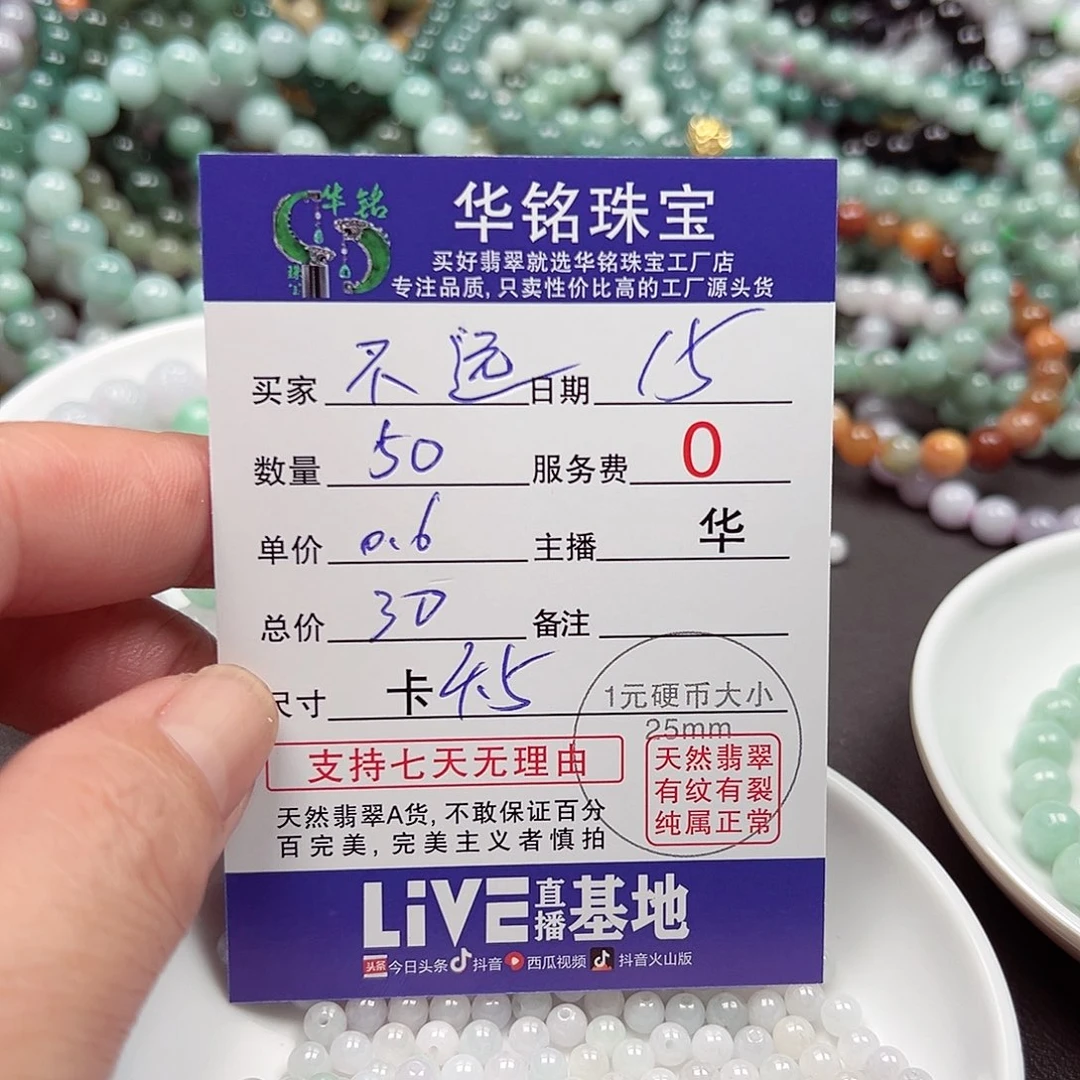 华铭
珠宝
华铭珠宝
买好翡翠就选华铭珠宝工厂店
专注品质,只卖性价比高的工厂源头货
买家 不远 日期 15
数量 50 服务费 0
单价 0.6 主播 华
总价 30 备注
尺寸 卡 4.5 1元硬币大小
25mm
支持七天无理由
天然翡翠
有纹有裂
纯属正常
天然翡翠A货,不敢保证百分
百完美,完美主义者慎拍
LiVE直播基地
头条 今日头条 抖音 西瓜视频 抖音火山版